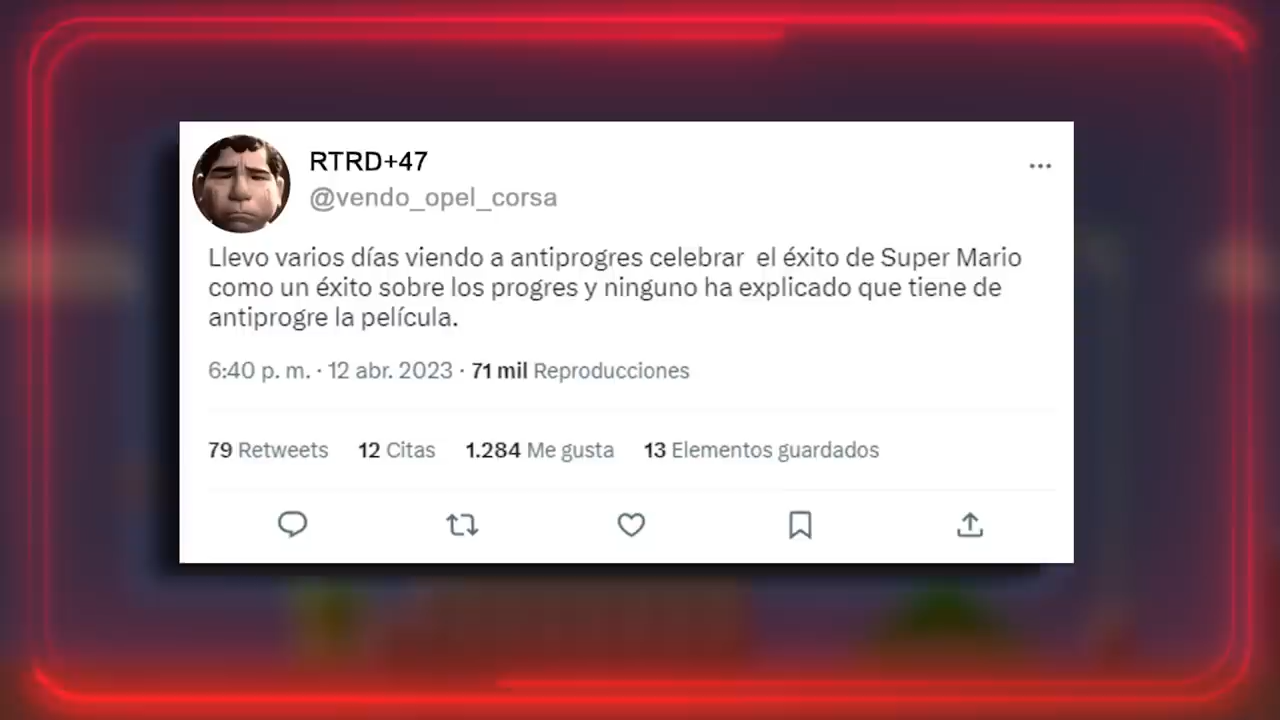 RTRD+47
@vendo_opel_corsa
Llevo varios días viendo a antiprogres celebrar  el éxito de Super Mario
como un éxito sobre los progres y ninguno ha explicado que tiene de
antiprogre la película.
6:40 p. m. · 12 abr. 2023 · 71 mil Reproducciones
79 Retweets 12 Citas 1.284 Me gusta 13 Elementos guardados